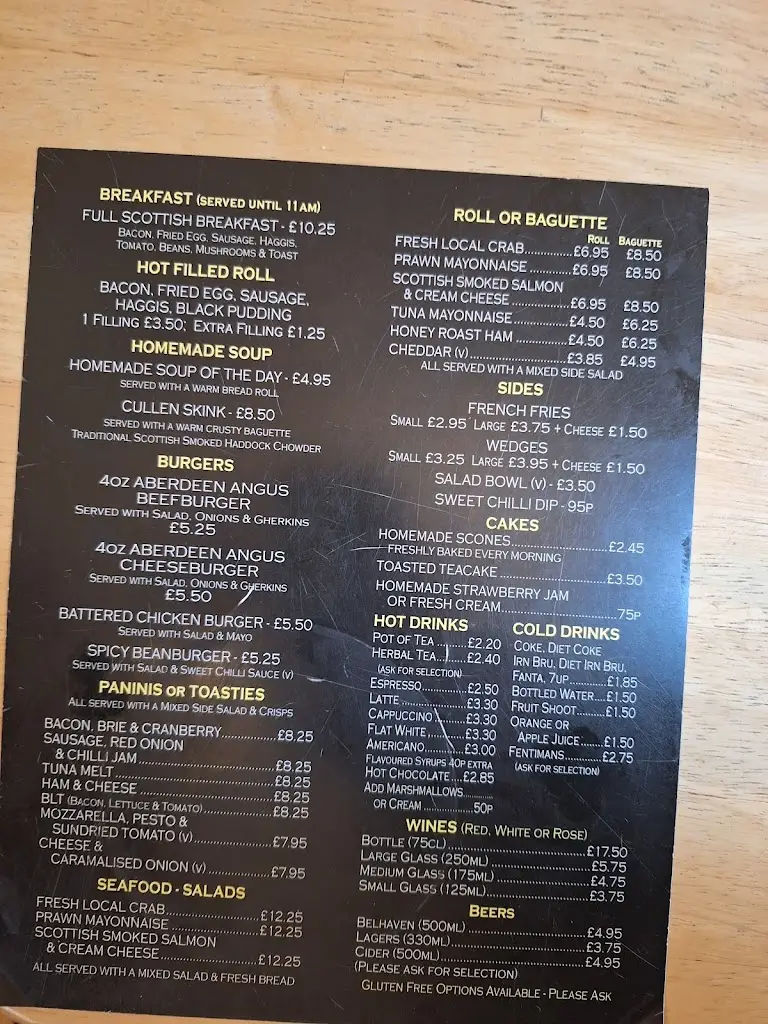 BREAKFAST (SERVED UNTIL 11AM)
FULL SCOTTISH BREAKFAST - £10.25
BACON, FRIED EGG, SAUSAGE, HAGGIS,
TOMATO, BEANS, MUSHROOMS & TOAST
HOT FILLED ROLL
BACON, FRIED EGG, SAUSAGE,
HAGGIS, BLACK PUDDING
1 FILLING £3.50; EXTRA FILLING £1.25
HOMEMADE SOUP
HOMEMADE SOUP OF THE DAY - £4.95
SERVED WITH A WARM BREAD ROLL
CULLEN SKINK - £8.50
SERVED WITH A WARM CRUSTY BAGUETTE
TRADITIONAL SCOTTISH SMOKED HADDOCK CHOWDER
BURGERS
4OZ ABERDEEN ANGUS
BEEFBURGER
SERVED WITH SALAD, ONIONS & GHERKINS
£5.25
4OZ ABERDEEN ANGUS
CHEESEBURGER
SERVED WITH SALAD, ONIONS & GHERKINS
£5.50
BATTERED CHICKEN BURGER - £5.50
SERVED WITH SALAD & MAYO
SPICY BEANBURGER - £5.25
SERVED WITH SALAD & SWEET CHILLI SAUCE (V)
PANINIS OR TOASTIES
ALL SERVED WITH A MIXED SIDE SALAD & CRISPS
BACON, BRIE & CRANBERRY............£8.25
SAUSAGE, RED ONION
& CHILLI JAM............£8.25
TUNA MELT............£8.25
HAM & CHEESE............£8.25
BLT (BACON, LETTUCE & TOMATO)............£8.25
MOZZARELLA, PESTO &
SUNDRIED TOMATO (V)............£7.95
CHEESE &
CARAMALISED ONION (V)............£7.95
SEAFOOD - SALADS
FRESH LOCAL CRAB............£12.25
PRAWN MAYONNAISE............£12.25
SCOTTISH SMOKED SALMON
& CREAM CHEESE............£12.25
ALL SERVED WITH A MIXED SALAD & FRESH BREAD
ROLL OR BAGUETTE
ROLL BAGUETTE
FRESH LOCAL CRAB............£6.95 £8.50
PRAWN MAYONNAISE............£6.95 £8.50
SCOTTISH SMOKED SALMON
& CREAM CHEESE............£6.95 £8.50
TUNA MAYONNAISE............£4.50 £6.25
HONEY ROAST HAM............£4.50 £6.25
CHEDDAR (V)............£3.85 £4.95
ALL SERVED WITH A MIXED SIDE SALAD
SIDES
FRENCH FRIES
SMALL £2.95 LARGE £3.75 + CHEESE £1.50
WEDGES
SMALL £3.25 LARGE £3.95 + CHEESE £1.50
SALAD BOWL (V) - £3.50
SWEET CHILLI DIP - 95P
CAKES
HOMEMADE SCONES............£2.45
FRESHLY BAKED EVERY MORNING
TOASTED TEACAKE............£3.50
HOMEMADE STRAWBERRY JAM
OR FRESH CREAM............75P
HOT DRINKS
POT OF TEA.........£2.20
HERBAL TEA.........£2.40
(ASK FOR SELECTION)
ESPRESSO............£2.50
LATTE............£3.30
CAPPUCCINO.........£3.30
FLAT WHITE.........£3.30
AMERICANO.........£3.00
FLAVOURED SYRUPS 40P EXTRA
HOT CHOCOLATE....£2.85
ADD MARSHMALLOWS.........
OR CREAM............50P
COLD DRINKS
COKE, DIET COKE
IRN BRU, DIET IRN BRU,
FANTA, 7UP.........£1.85
BOTTLED WATER...£1.50
FRUIT SHOOT.......£1.50
ORANGE OR
APPLE JUICE......£1.50
FENTIMANS.........£2.75
(ASK FOR SELECTION)
WINES (RED, WHITE OR ROSE)
BOTTLE (75CL)............£17.50
LARGE GLASS (250ML)............£5.75
MEDIUM GLASS (175ML)............£4.75
SMALL GLASS (125ML)............£3.75
BEERS
BELHAVEN (500ML)............£4.95
LAGERS (330ML)............£3.75
CIDER (500ML)............£4.95
(PLEASE ASK FOR SELECTION)
GLUTEN FREE OPTIONS AVAILABLE - PLEASE ASK